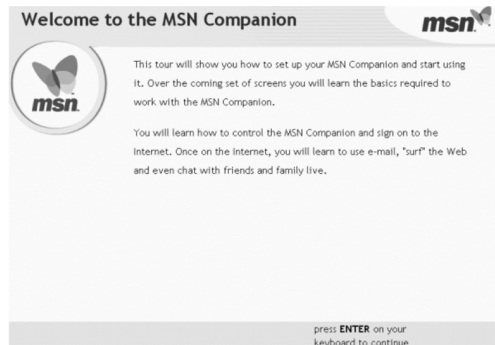 Welcome to the MSN Companion
msn
msn
This tour will show you how to set up your MSN Companion and start using
it. Over the coming set of screens you will learn the basics required to
work with the MSN Companion.
You will learn how to control the MSN Companion and sign on to the
Internet. Once on the Internet, you will learn to use e-mail, "surf" the Web
and even chat with friends and family live.
press ENTER on your
keyboard to continue